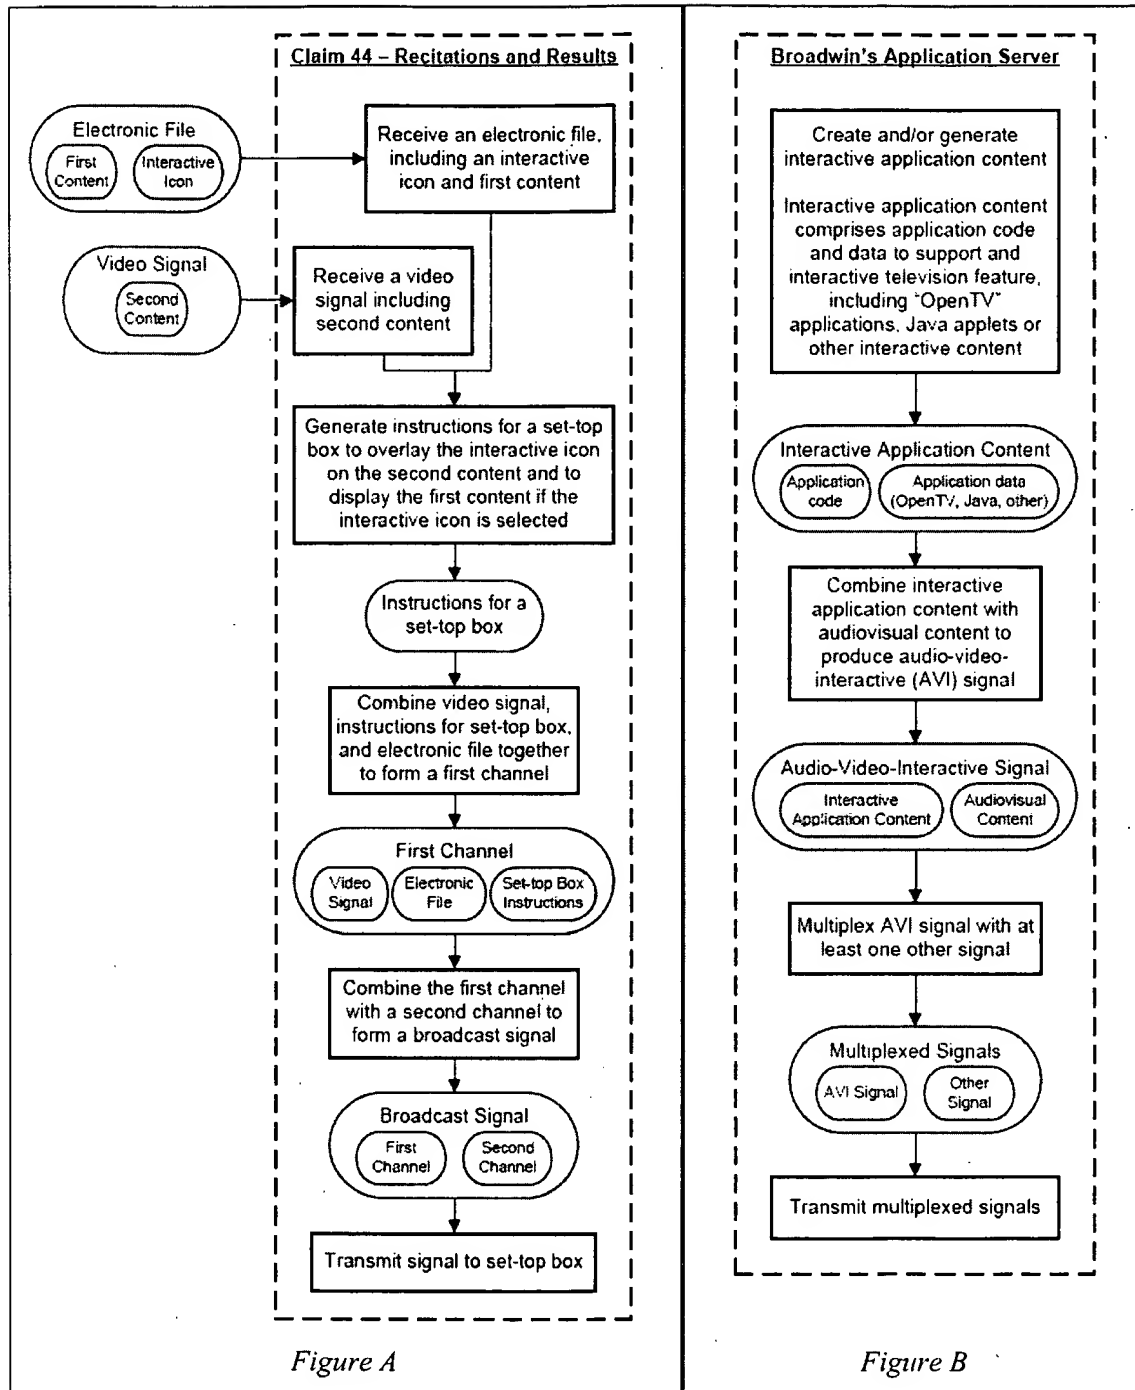 Claim 44 – Recitations and Results
Electronic File
First
Content
Interactive
Icon
Receive an electronic file,
including an interactive
icon and first content
Video Signal
Second
Content
Receive a video
signal including
second content
Generate instructions for a set-top
box to overlay the interactive icon
on the second content and to
display the first content if the
interactive icon is selected
Instructions for a
set-top box
Combine video signal,
instructions for set-top box,
and electronic file together
to form a first channel
First Channel
Video
Signal
Electronic
File
Set-top Box
Instructions
Combine the first channel
with a second channel to
form a broadcast signal
Broadcast Signal
First
Channel
Second
Channel
Transmit signal to set-top box
Figure A
Broadwin's Application Server
Create and/or generate
interactive application content
Interactive application content
comprises application code
and data to support and
interactive television feature,
including "OpenTV"
applications, Java applets or
other interactive content
Interactive Application Content
Application
code
Application data
(OpenTV, Java, other)
Combine interactive
application content with
audiovisual content to
produce audio-video-
interactive (AVI) signal
Audio-Video-Interactive Signal
Interactive
Application Content
Audiovisual
Content
Multiplex AVI signal with at
least one other signal
Multiplexed Signals
AVI Signal
Other
Signal
Transmit multiplexed signals
Figure B